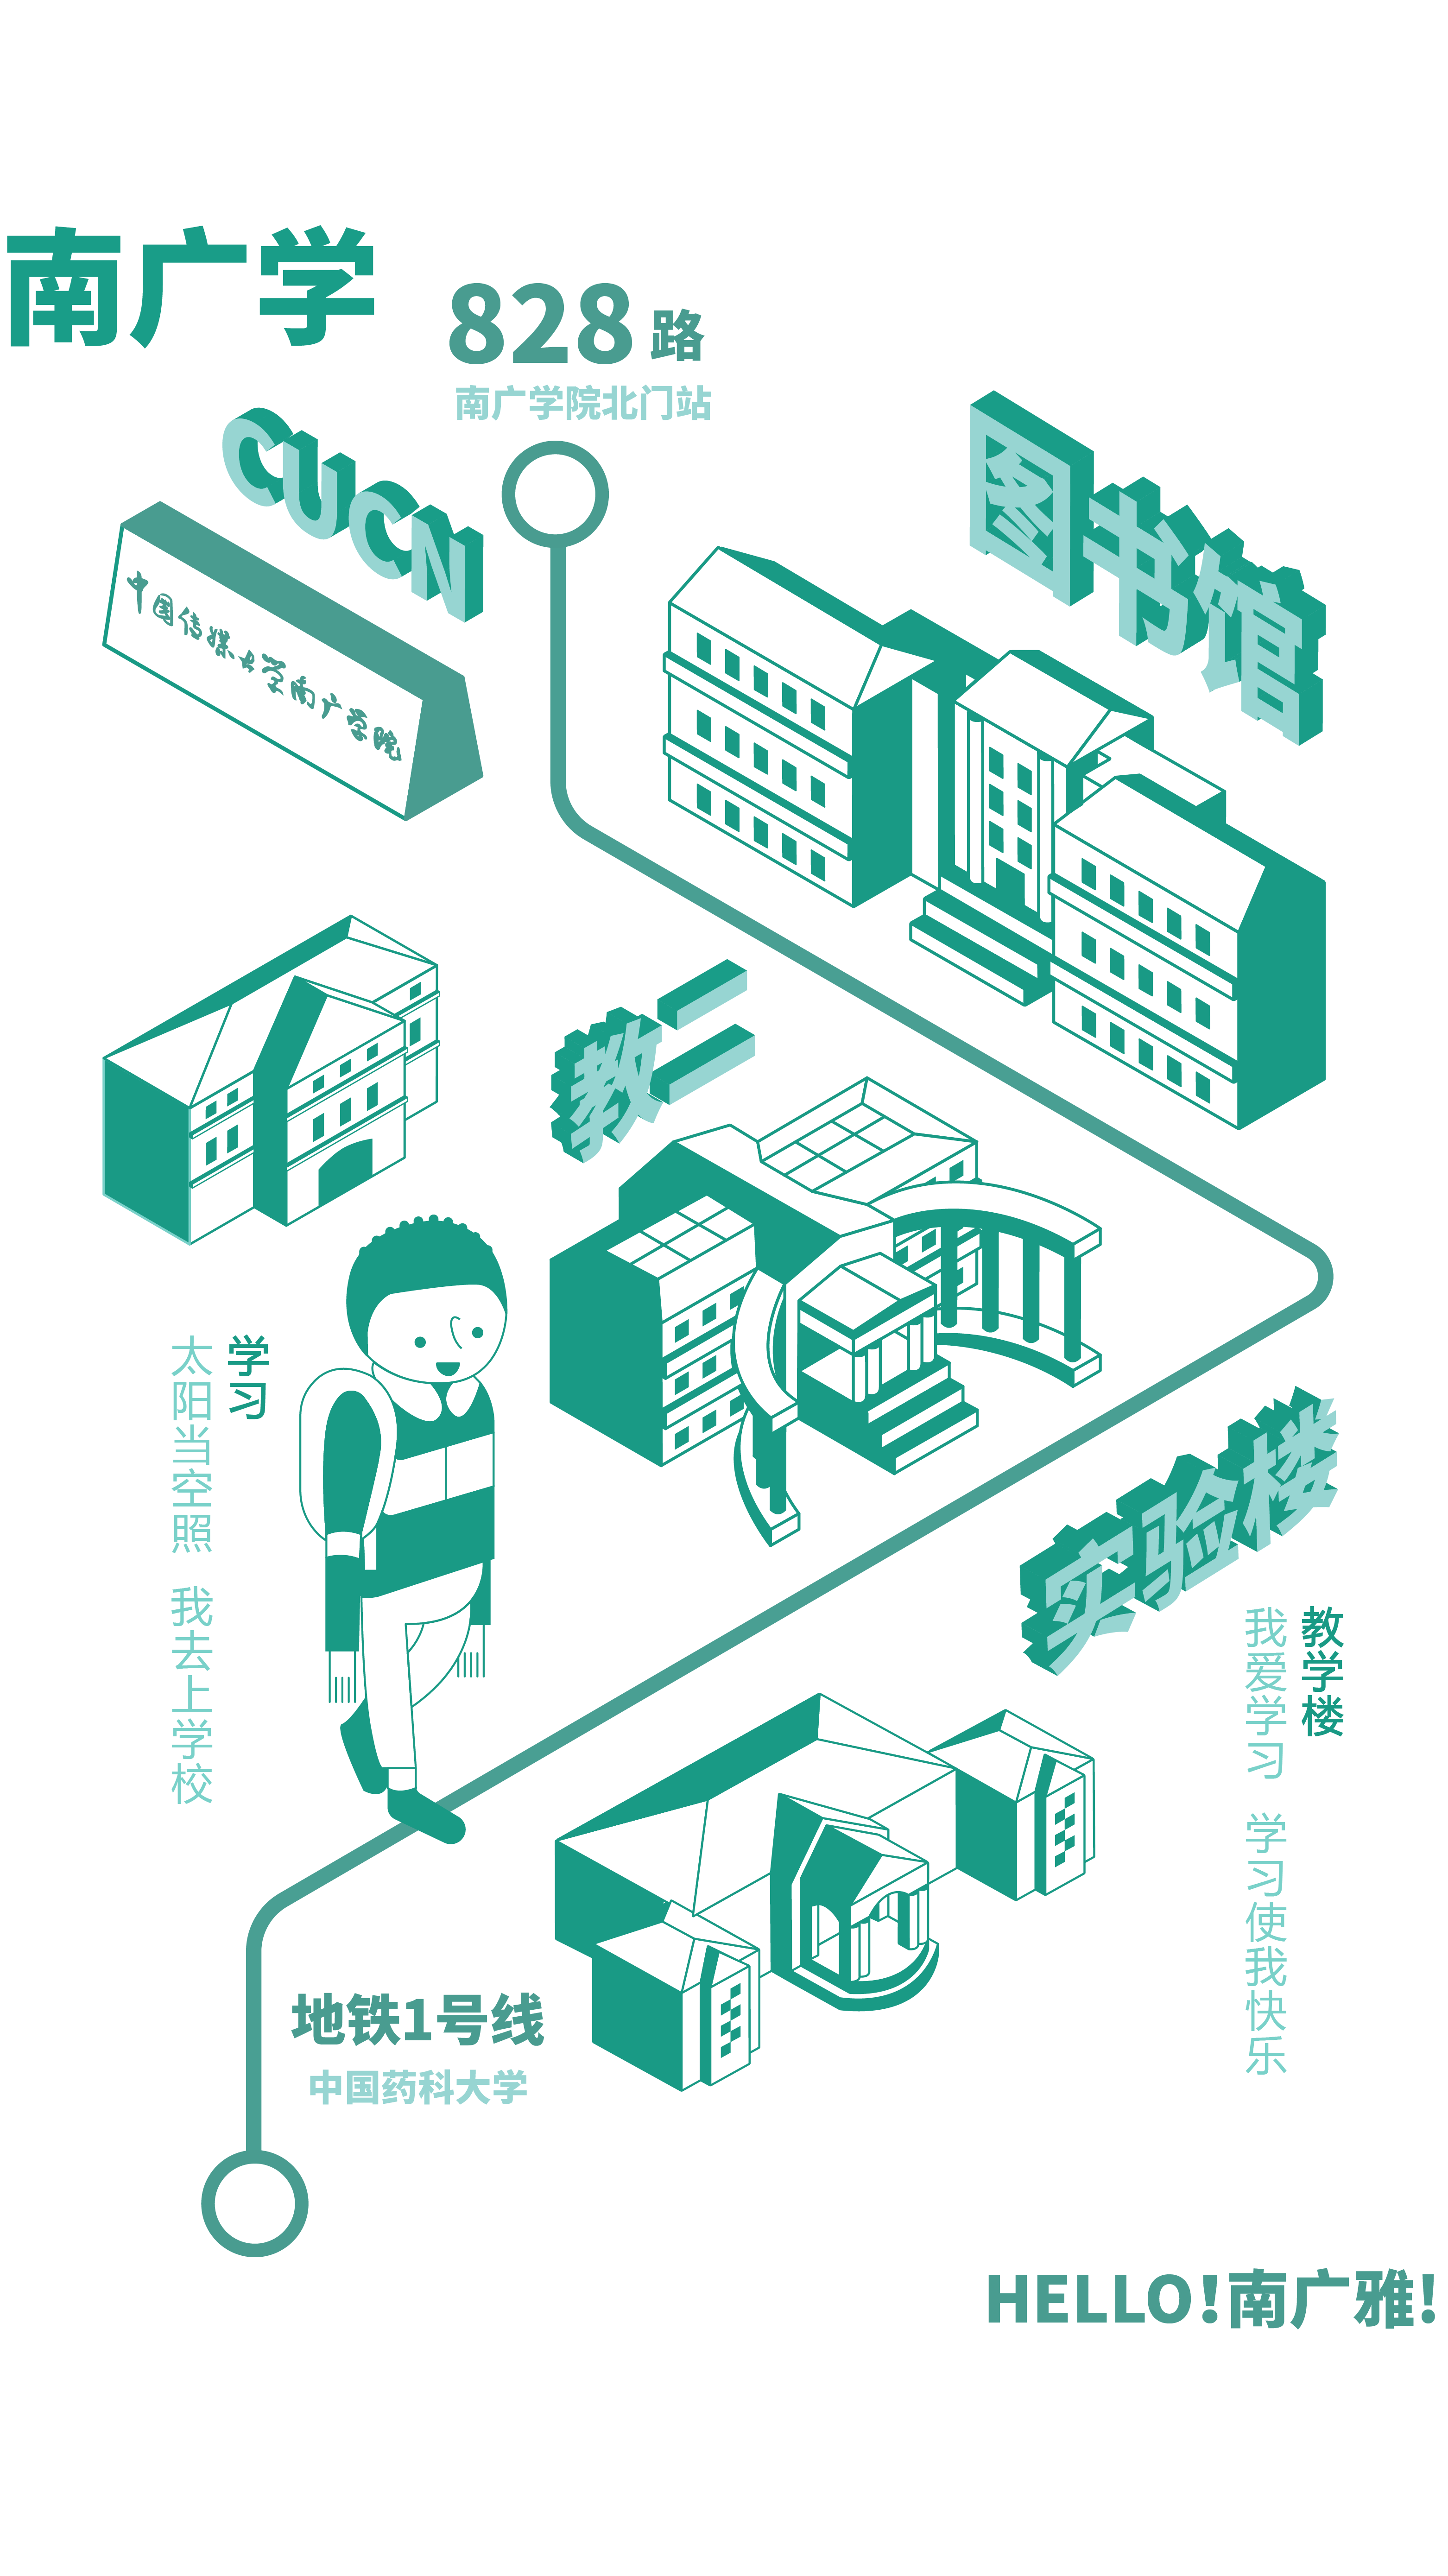 南广学
828路
南广学院北门站
CUCN
中国传媒大学南广学院
图书馆
教二
学习
太阳当空照 我去上学校
实验楼
教学楼
我爱学习 学习使我快乐
地铁1号线
中国药科大学
HELLO!南广雅!